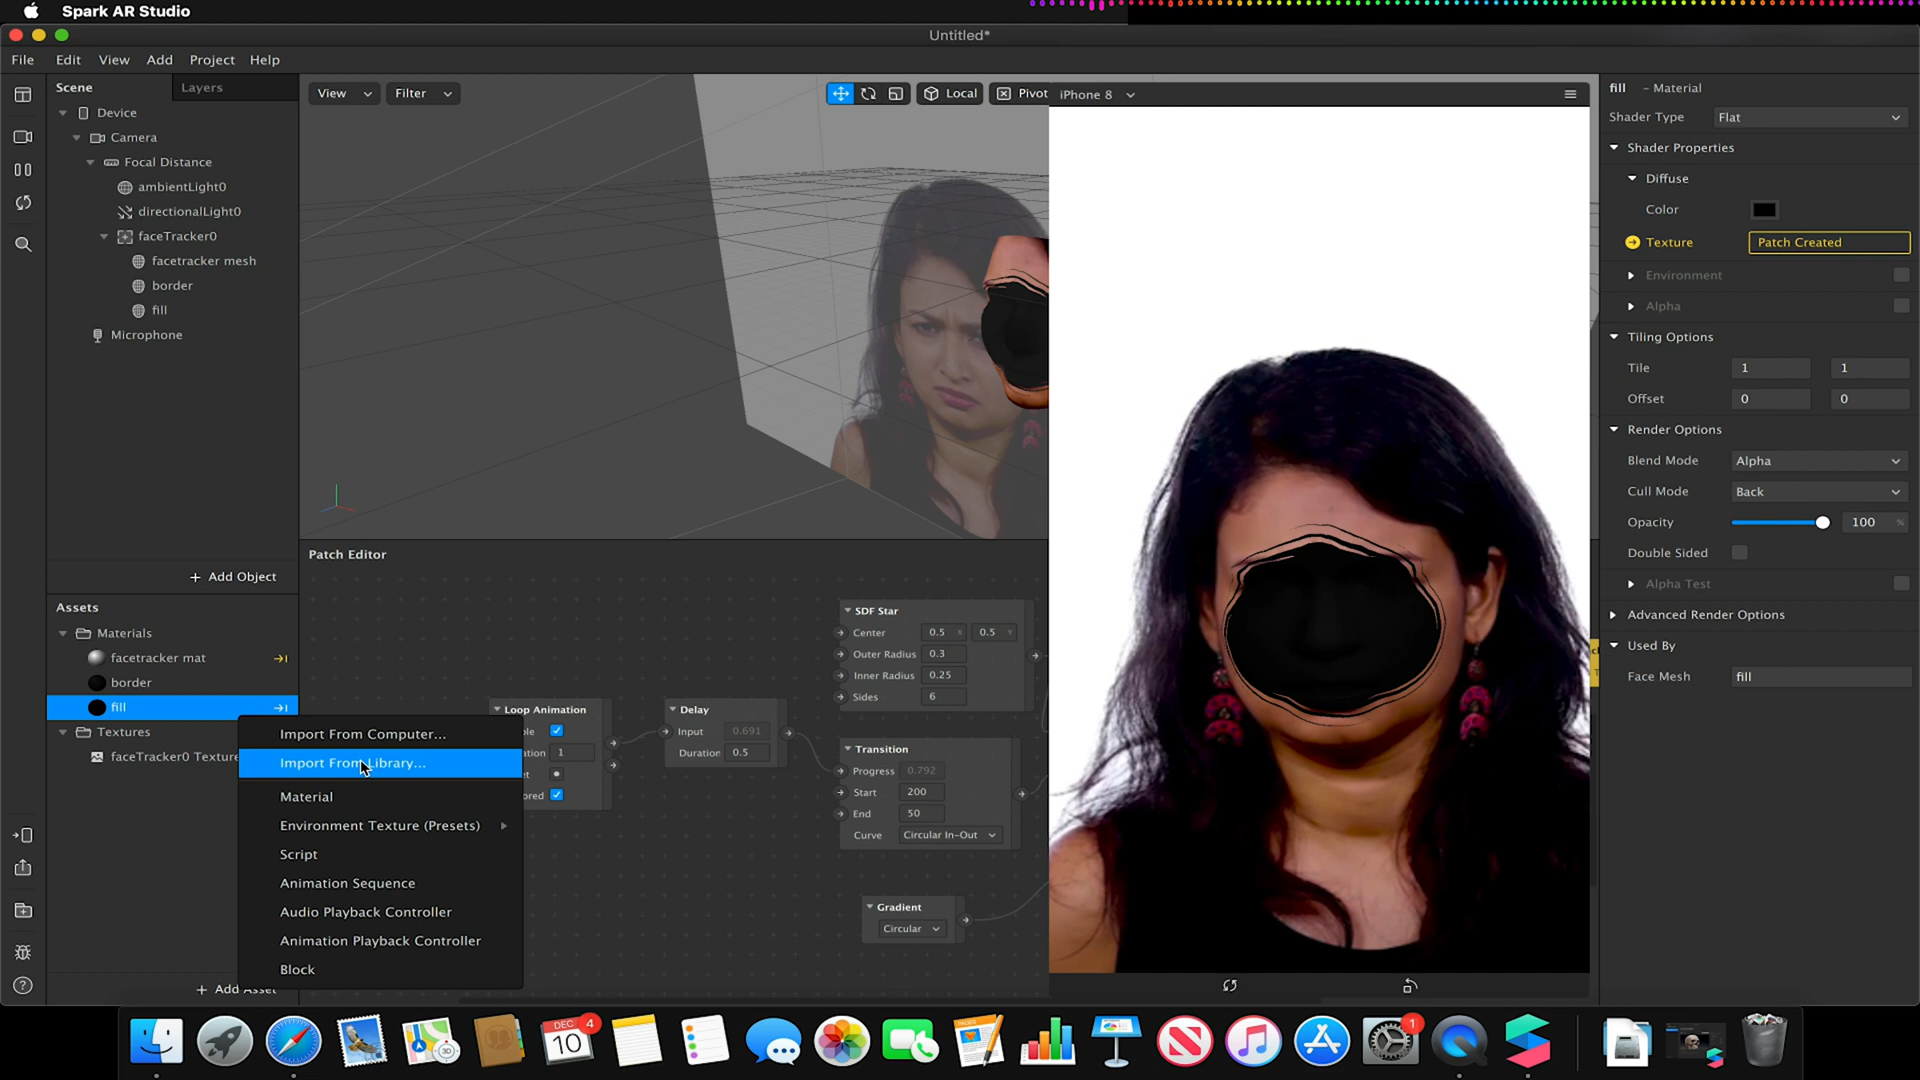 Spark AR Studio
Untitled*
File Edit View Add Project Help
Scene Layers
Device
Camera
Focal Distance
ambientLight0
directionalLight0
faceTracker0
facetracker mesh
border
fill
Microphone
+ Add Object
Assets
Materials
facetracker mat
border
fill
Textures
faceTracker0 Texture
+ Add Asset
Import From Computer...
Import From Library...
Material
Environment Texture (Presets)
Script
Animation Sequence
Audio Playback Controller
Animation Playback Controller
Block
View Filter Local Pivot
iPhone 8
Patch Editor
Loop Animation
1
Delay
Input 0.691
Duration 0.5
SDF Star
Center 0.5 X 0.5 Y
Outer Radius 0.3
Inner Radius 0.25
Sides 6
Transition
Progress 0.792
Start 200
End 50
Curve Circular In-Out
Gradient
Circular
fill - Material
Shader Type Flat
Shader Properties
Diffuse
Color
Texture Patch Created
Environment
Alpha
Tiling Options
Tile 1 1
Offset 0 0
Render Options
Blend Mode Alpha
Cull Mode Back
Opacity 100 %
Double Sided
Alpha Test
Advanced Render Options
Used By
Face Mesh fill
DEC 4
10
1